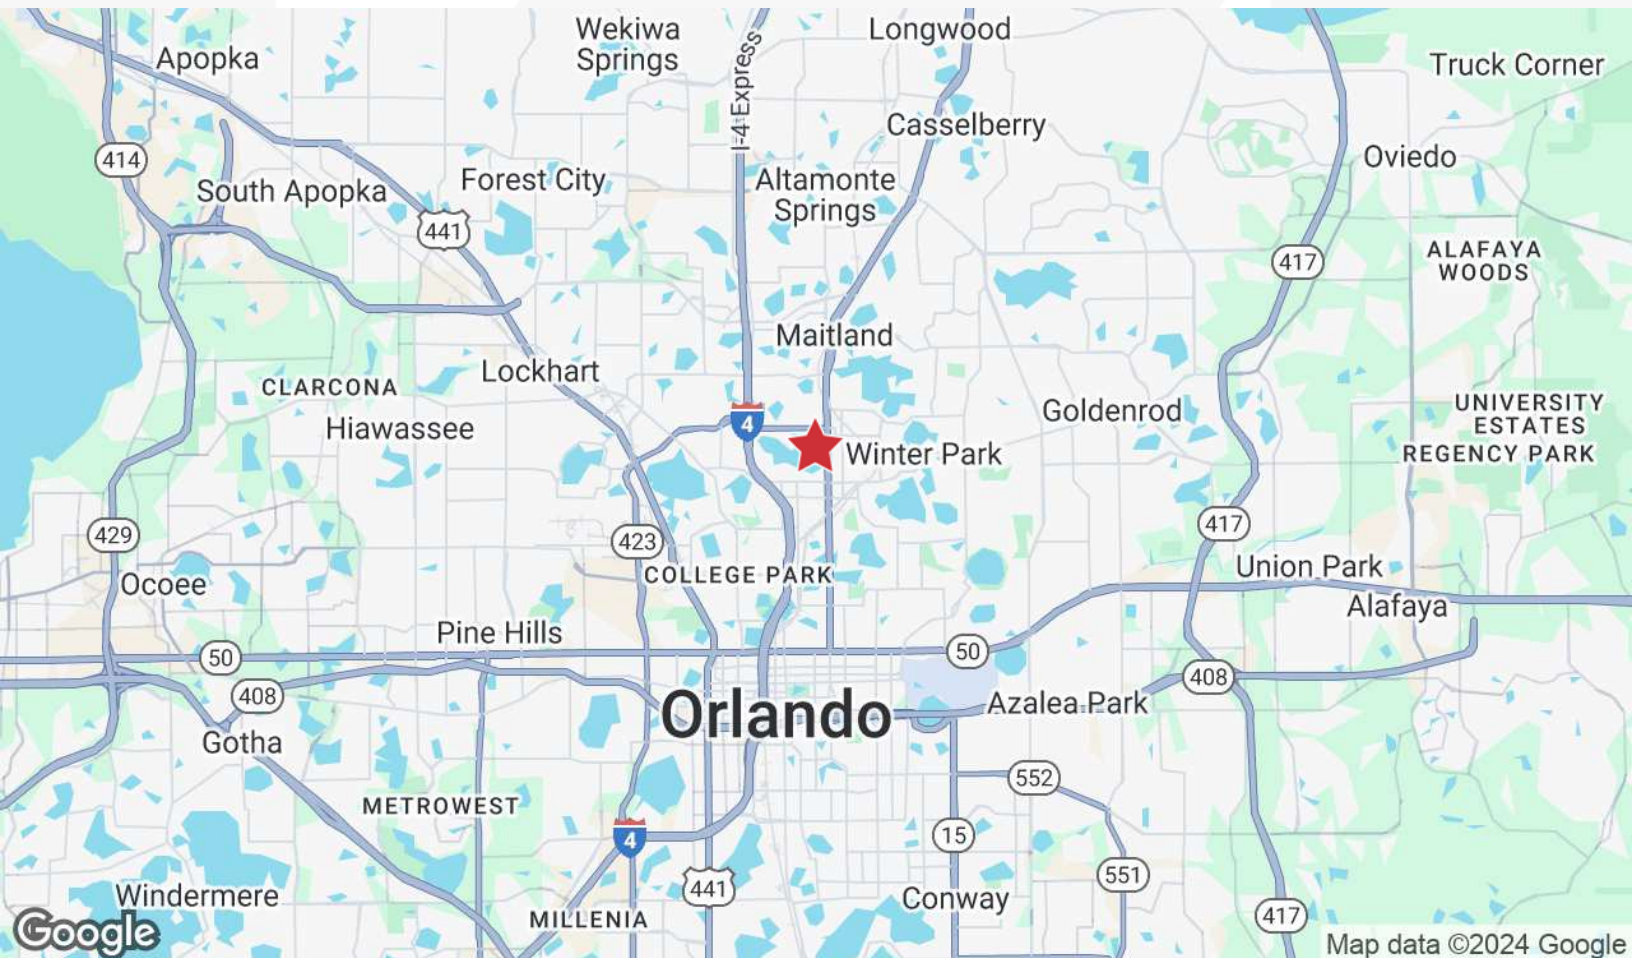 Wekiwa
Springs
Longwood
Apopka
I-4 Express
Truck Corner
Casselberry
414
Oviedo
South Apopka
Forest City
Altamonte
Springs
441
417
ALAFAYA
WOODS
Maitland
Lockhart
CLARCONA
4
Goldenrod
UNIVERSITY
ESTATES
Hiawassee
Winter Park
REGENCY PARK
429
423
417
Ocoee
COLLEGE PARK
Union Park
Alafaya
Pine Hills
50
50
408
408
Orlando
Azalea Park
Gotha
552
METROWEST
4
15
441
551
Windermere
Conway
MILLENIA
417
Google
Map data ©2024 Google